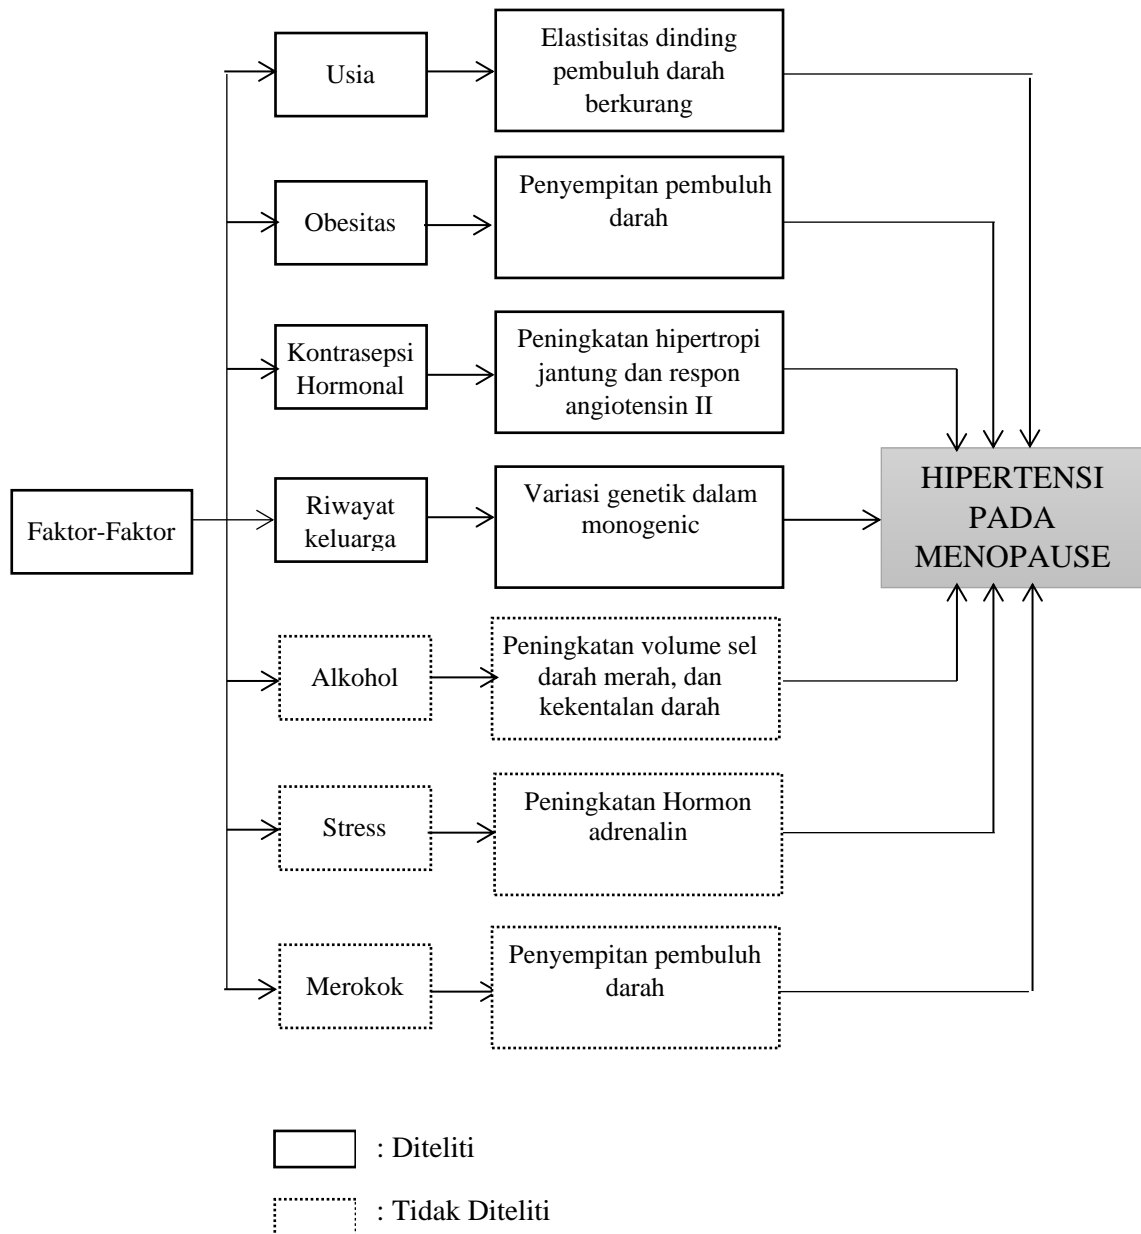 Usia
Elastisitas dinding
pembuluh darah
berkurang
Obesitas
Penyempitan pembuluh
darah
Kontrasepsi
Hormonal
Peningkatan hipertropi
jantung dan respon
angiotensin II
Faktor-Faktor
Riwayat
keluarga
Variasi genetik dalam
monogenic
HIPERTENSI
PADA
MENOPAUSE
Alkohol
Peningkatan volume sel
darah merah, dan
kekentalan darah
Stress
Peningkatan Hormon
adrenalin
Merokok
Penyempitan pembuluh
darah
: Diteliti
: Tidak Diteliti